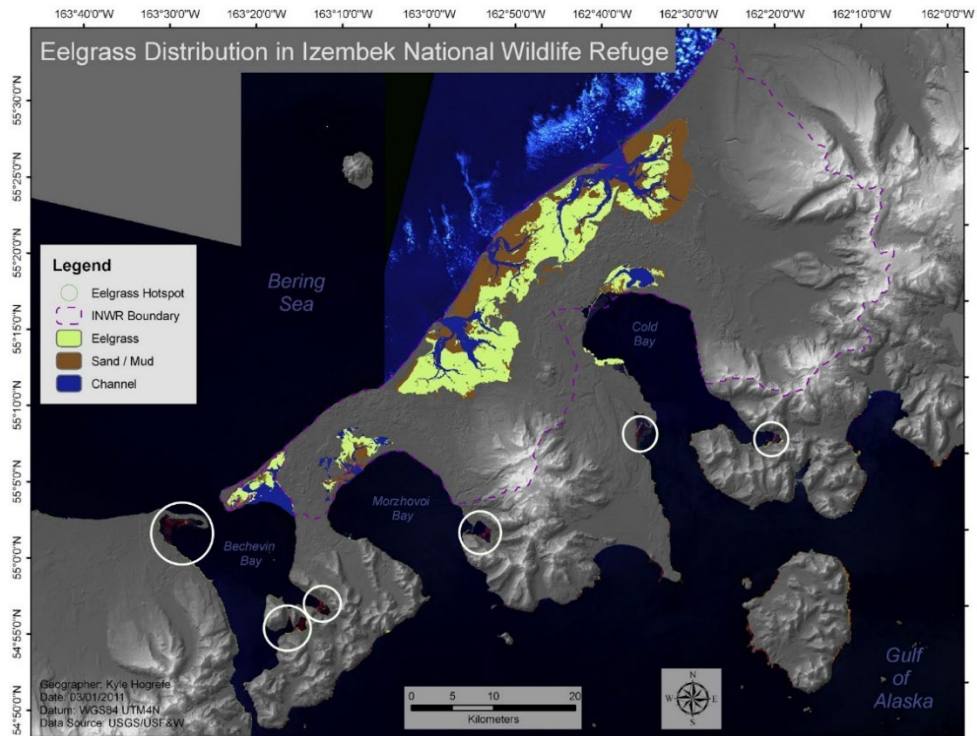 163°30'0"W 163°20'0"W 163°10'0"W 163°0'0"W 162°50'0"W 162°40'0"W 162°30'0"W 162°20'0"W 162°10'0"W 162°0'0"W
Eelgrass Distribution in Izembek National Wildlife Refuge
55°30'0"N
55°25'0"N
55°20'0"N
55°15'0"N
55°10'0"N
55°5'0"N
55°0'0"N
54°55'0"N
54°50'0"N
Legend
Eelgrass Hotspot
INWR Boundary
Eelgrass
Sand / Mud
Channel
Bering
Sea
Cold
Bay
Morzhovoi
Bay
Bechevin
Bay
Gulf
of
Alaska
Geographer: Kyle Hogrefe
Date: 03/01/2011
Datum: WGS84 UTM4N
Data Source: USGS/USF&W
0 5 10 20
Kilometers
N
W E
S